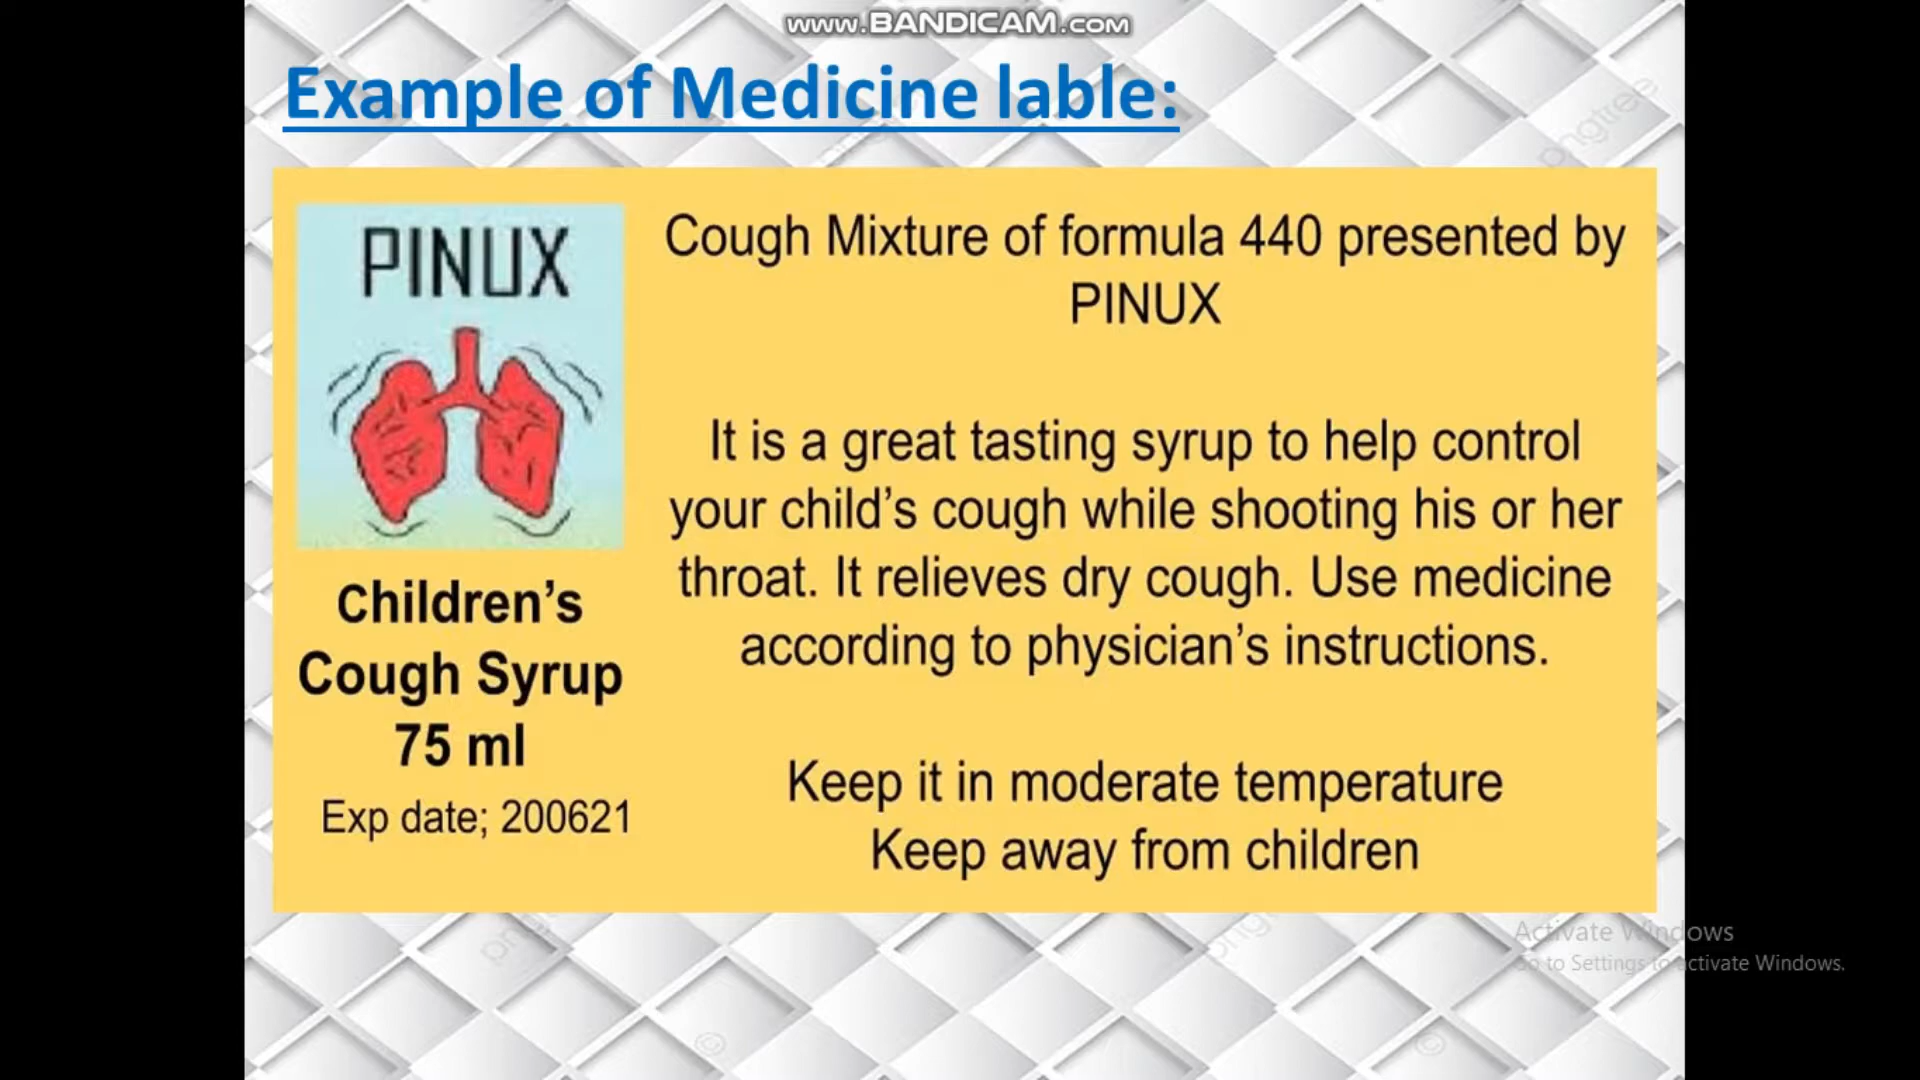 www.BANDICAM.com
Example of Medicine lable:
PINUX
Children's
Cough Syrup
75 ml
Exp date; 200621
Cough Mixture of formula 440 presented by
PINUX
It is a great tasting syrup to help control
your child's cough while shooting his or her
throat. It relieves dry cough. Use medicine
according to physician's instructions.
Keep it in moderate temperature
Keep away from children
pngtree
Activate Windows
Go to Settings to activate Windows.